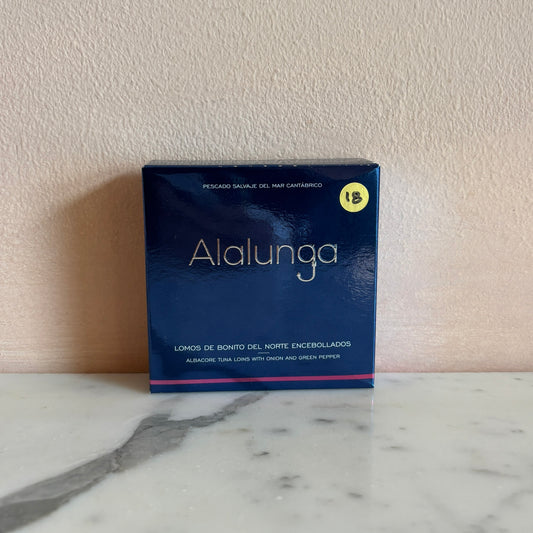 PESCADO SALVAJE DEL MAR CANTÁBRICO
18
Alalunga
LOMOS DE BONITO DEL NORTE ENCEBOLLADOS
ALBACORE TUNA LOINS WITH ONION AND GREEN PEPPER